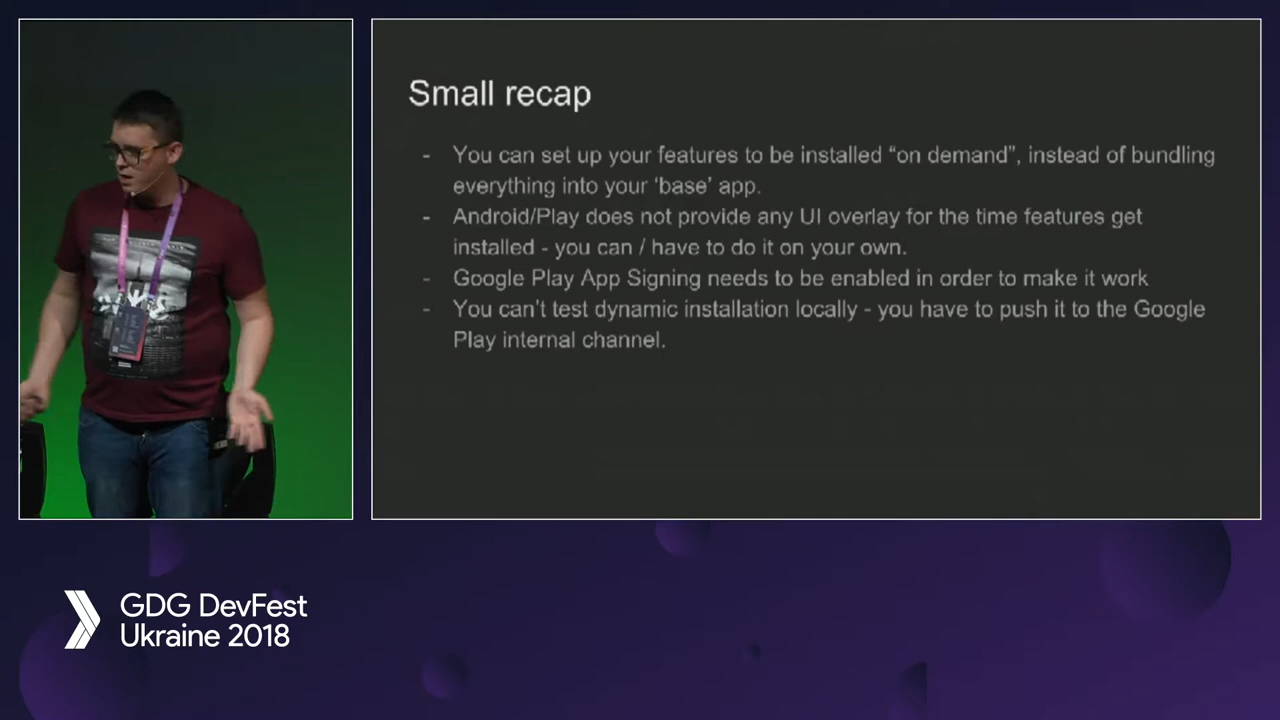 Small recap
- You can set up your features to be installed “on demand”, instead of bundling
everything into your ‘base’ app.
- Android/Play does not provide any UI overlay for the time features get
installed - you can / have to do it on your own.
- Google Play App Signing needs to be enabled in order to make it work
- You can’t test dynamic installation locally - you have to push it to the Google
Play internal channel.
GDG DevFest
Ukraine 2018